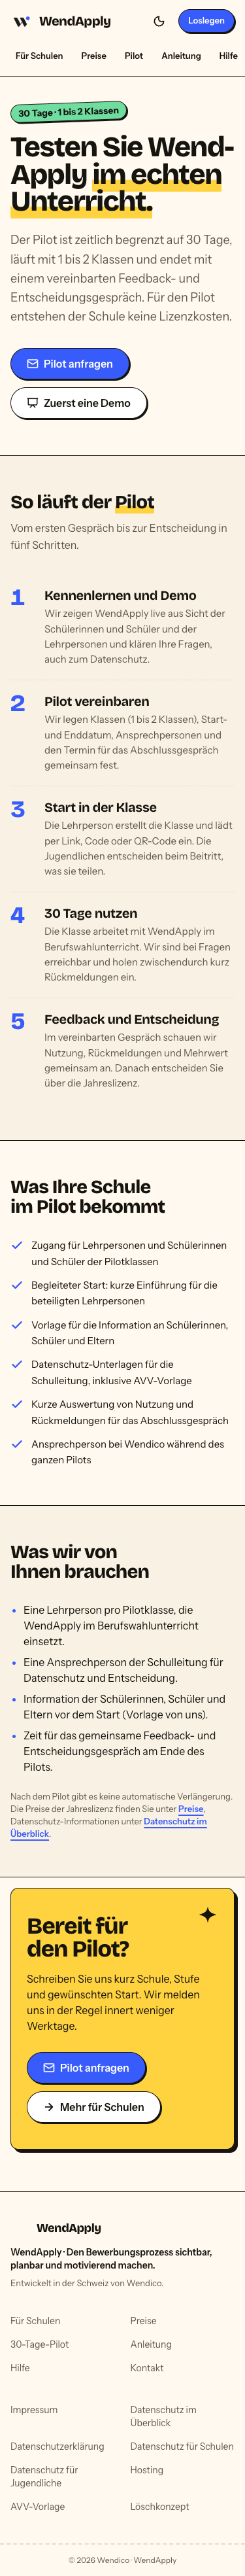 WendApply
Loslegen
Für Schulen
Preise
Pilot
Anleitung
Hilfe
30 Tage · 1 bis 2 Klassen
Testen Sie Wend-
Apply im echten
Unterricht.
Der Pilot ist zeitlich begrenzt auf 30 Tage,
läuft mit 1 bis 2 Klassen und endet mit
einem vereinbarten Feedback- und
Entscheidungsgespräch. Für den Pilot
entstehen der Schule keine Lizenzkosten.
Pilot anfragen
Zuerst eine Demo
So läuft der Pilot
Vom ersten Gespräch bis zur Entscheidung in
fünf Schritten.
1
Kennenlernen und Demo
Wir zeigen WendApply live aus Sicht der
Schülerinnen und Schüler und der
Lehrpersonen und klären Ihre Fragen,
auch zum Datenschutz.
2
Pilot vereinbaren
Wir legen Klassen (1 bis 2 Klassen), Start-
und Enddatum, Ansprechpersonen und
den Termin für das Abschlussgespräch
gemeinsam fest.
3
Start in der Klasse
Die Lehrperson erstellt die Klasse und lädt
per Link, Code oder QR-Code ein. Die
Jugendlichen entscheiden beim Beitritt,
was sie teilen.
4
30 Tage nutzen
Die Klasse arbeitet mit WendApply im
Berufswahlunterricht. Wir sind bei Fragen
erreichbar und holen zwischendurch kurz
Rückmeldungen ein.
5
Feedback und Entscheidung
Im vereinbarten Gespräch schauen wir
Nutzung, Rückmeldungen und Mehrwert
gemeinsam an. Danach entscheiden Sie
über die Jahreslizenz.
Was Ihre Schule
im Pilot bekommt
Zugang für Lehrpersonen und Schülerinnen
und Schüler der Pilotklassen
Begleiteter Start: kurze Einführung für die
beteiligten Lehrpersonen
Vorlage für die Information an Schülerinnen,
Schüler und Eltern
Datenschutz-Unterlagen für die
Schulleitung, inklusive AVV-Vorlage
Kurze Auswertung von Nutzung und
Rückmeldungen für das Abschlussgespräch
Ansprechperson bei Wendico während des
ganzen Pilots
Was wir von
Ihnen brauchen
Eine Lehrperson pro Pilotklasse, die
WendApply im Berufswahlunterricht
einsetzt.
Eine Ansprechperson der Schulleitung für
Datenschutz und Entscheidung.
Information der Schülerinnen, Schüler und
Eltern vor dem Start (Vorlage von uns).
Zeit für das gemeinsame Feedback- und
Entscheidungsgespräch am Ende des
Pilots.
Nach dem Pilot gibt es keine automatische Verlängerung.
Die Preise der Jahreslizenz finden Sie unter Preise.
Datenschutz-Informationen unter Datenschutz im
Überblick.
Bereit für
den Pilot?
Schreiben Sie uns kurz Schule, Stufe
und gewünschten Start. Wir melden
uns in der Regel innert weniger
Werktage.
Pilot anfragen
Mehr für Schulen
WendApply
WendApply · Den Bewerbungsprozess sichtbar,
planbar und motivierend machen.
Entwickelt in der Schweiz von Wendico.
Für Schulen
Preise
30-Tage-Pilot
Anleitung
Hilfe
Kontakt
Impressum
Datenschutz im
Überblick
Datenschutzerklärung
Datenschutz für Schulen
Datenschutz für
Jugendliche
Hosting
AVV-Vorlage
Löschkonzept
© 2026 Wendico · WendApply